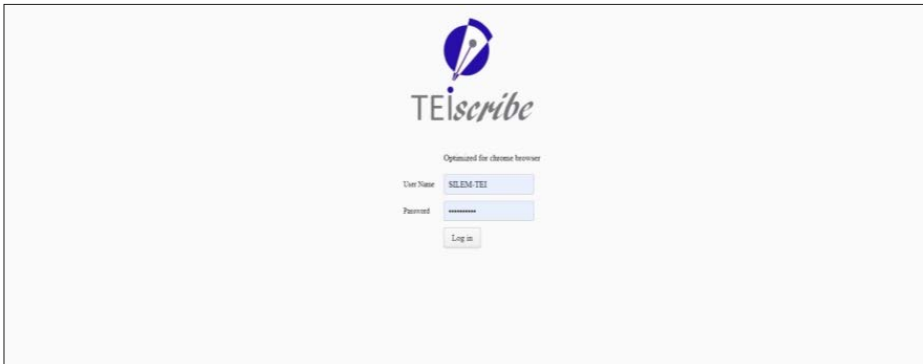 TEIscribe
Optimized for chrome browser
User Name SILEM-TEI
Password ••••••••••
Log in